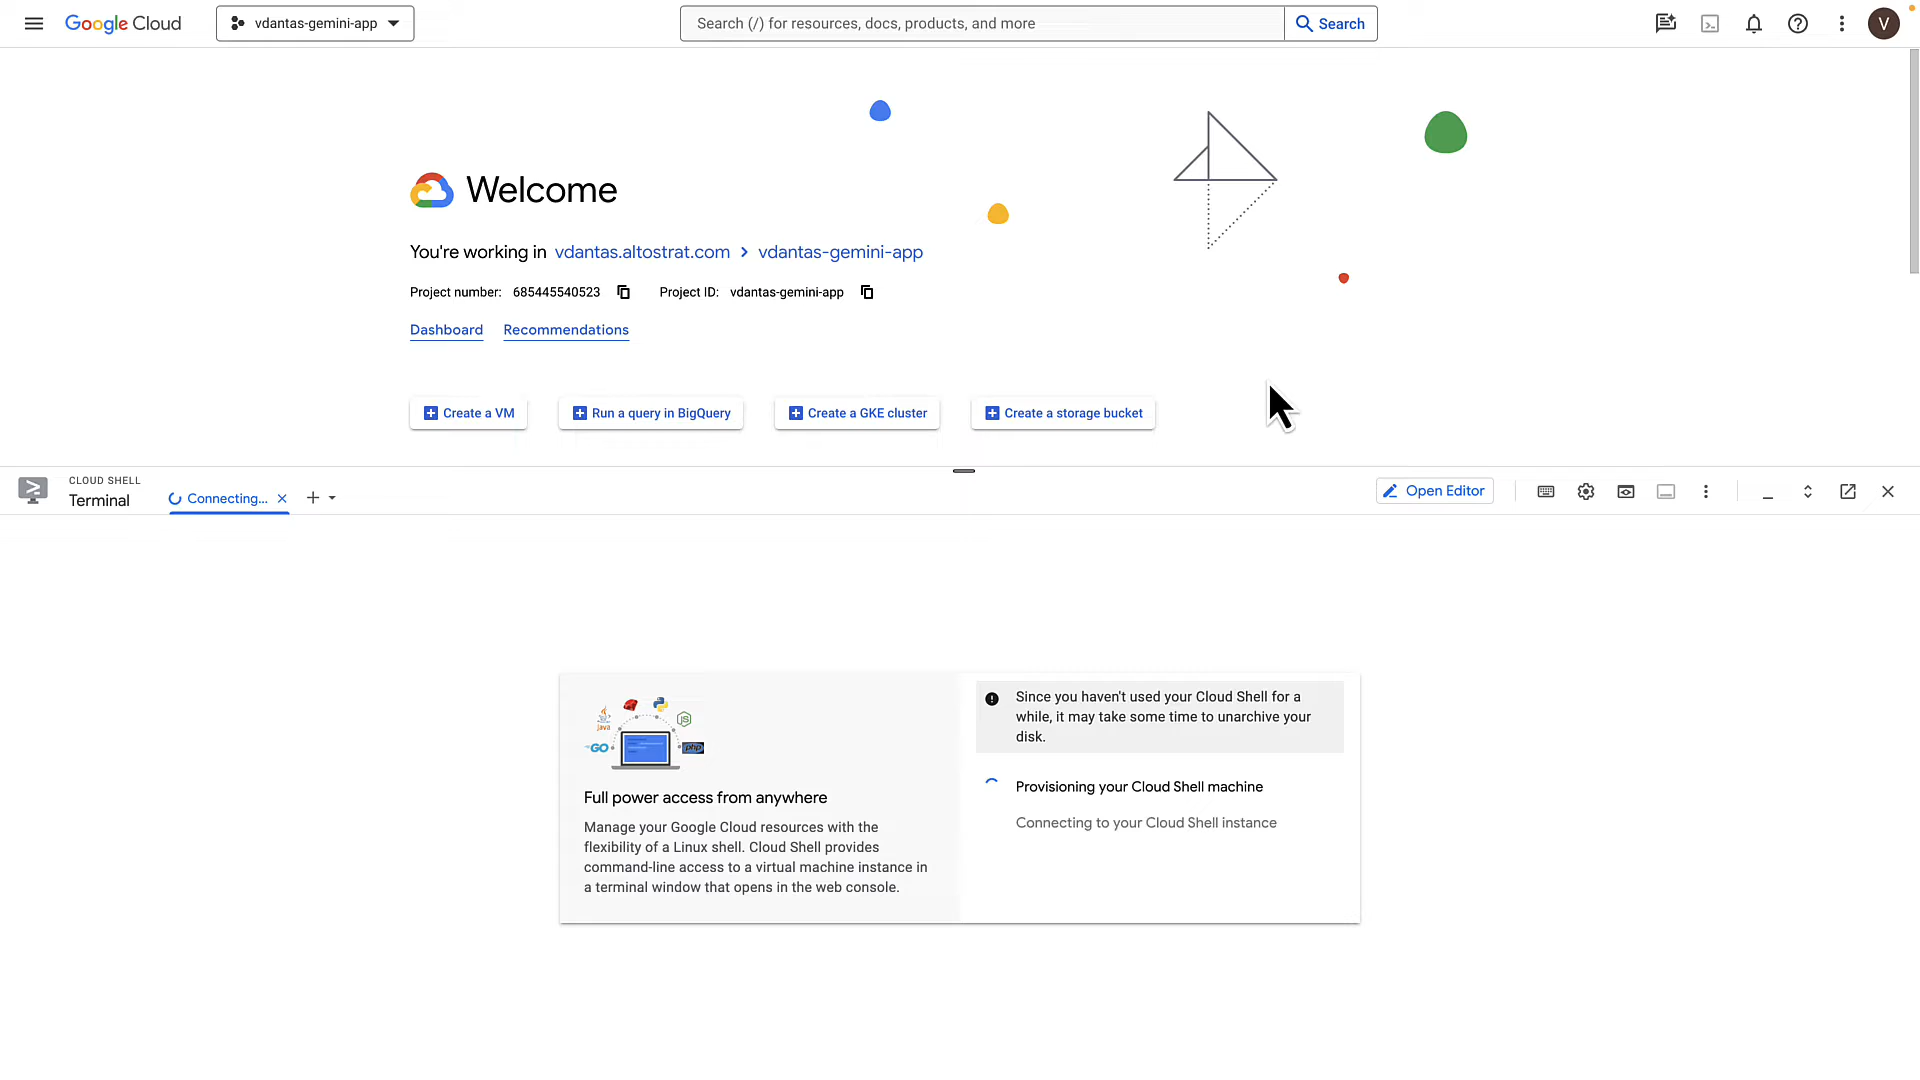 Google Cloud
vdantas-gemini-app
Search (/) for resources, docs, products, and more
Search
V
Welcome
You're working in vdantas.altostrat.com > vdantas-gemini-app
Project number: 685445540523 Project ID: vdantas-gemini-app
Dashboard Recommendations
Create a VM
Run a query in BigQuery
Create a GKE cluster
Create a storage bucket
CLOUD SHELL
Terminal
Connecting...
Open Editor
Java
JS
GO
php
Full power access from anywhere
Manage your Google Cloud resources with the
flexibility of a Linux shell. Cloud Shell provides
command-line access to a virtual machine instance in
a terminal window that opens in the web console.
Since you haven't used your Cloud Shell for a
while, it may take some time to unarchive your
disk.
Provisioning your Cloud Shell machine
Connecting to your Cloud Shell instance